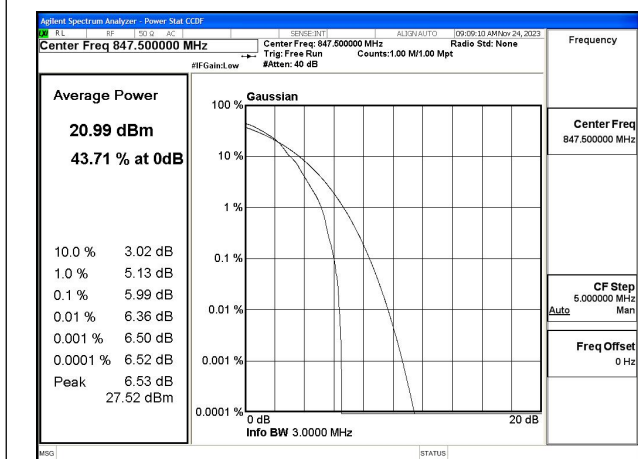 Agilent Spectrum Analyzer - Power Stat CCDF
RL RF 50 Ω AC SENSE:INT ALIGN AUTO 09:09:10 AM Nov 24, 2023
Center Freq 847.500000 MHz
Center Freq: 847.500000 MHz Radio Std: None
Trig: Free Run Counts:1.00 M/1.00 Mpt
#IFGain:Low #Atten: 40 dB
Frequency
Average Power
20.99 dBm
43.71 % at 0dB
10.0 % 3.02 dB
1.0 % 5.13 dB
0.1 % 5.99 dB
0.01 % 6.36 dB
0.001 % 6.50 dB
0.0001 % 6.52 dB
Peak 6.53 dB
27.52 dBm
Gaussian
100 %
10 %
1 %
0.1 %
0.01 %
0.001 %
0.0001 %
0 dB 20 dB
Info BW 3.0000 MHz
Center Freq
847.500000 MHz
CF Step
5.000000 MHz
Auto Man
Freq Offset
0 Hz
MSG STATUS